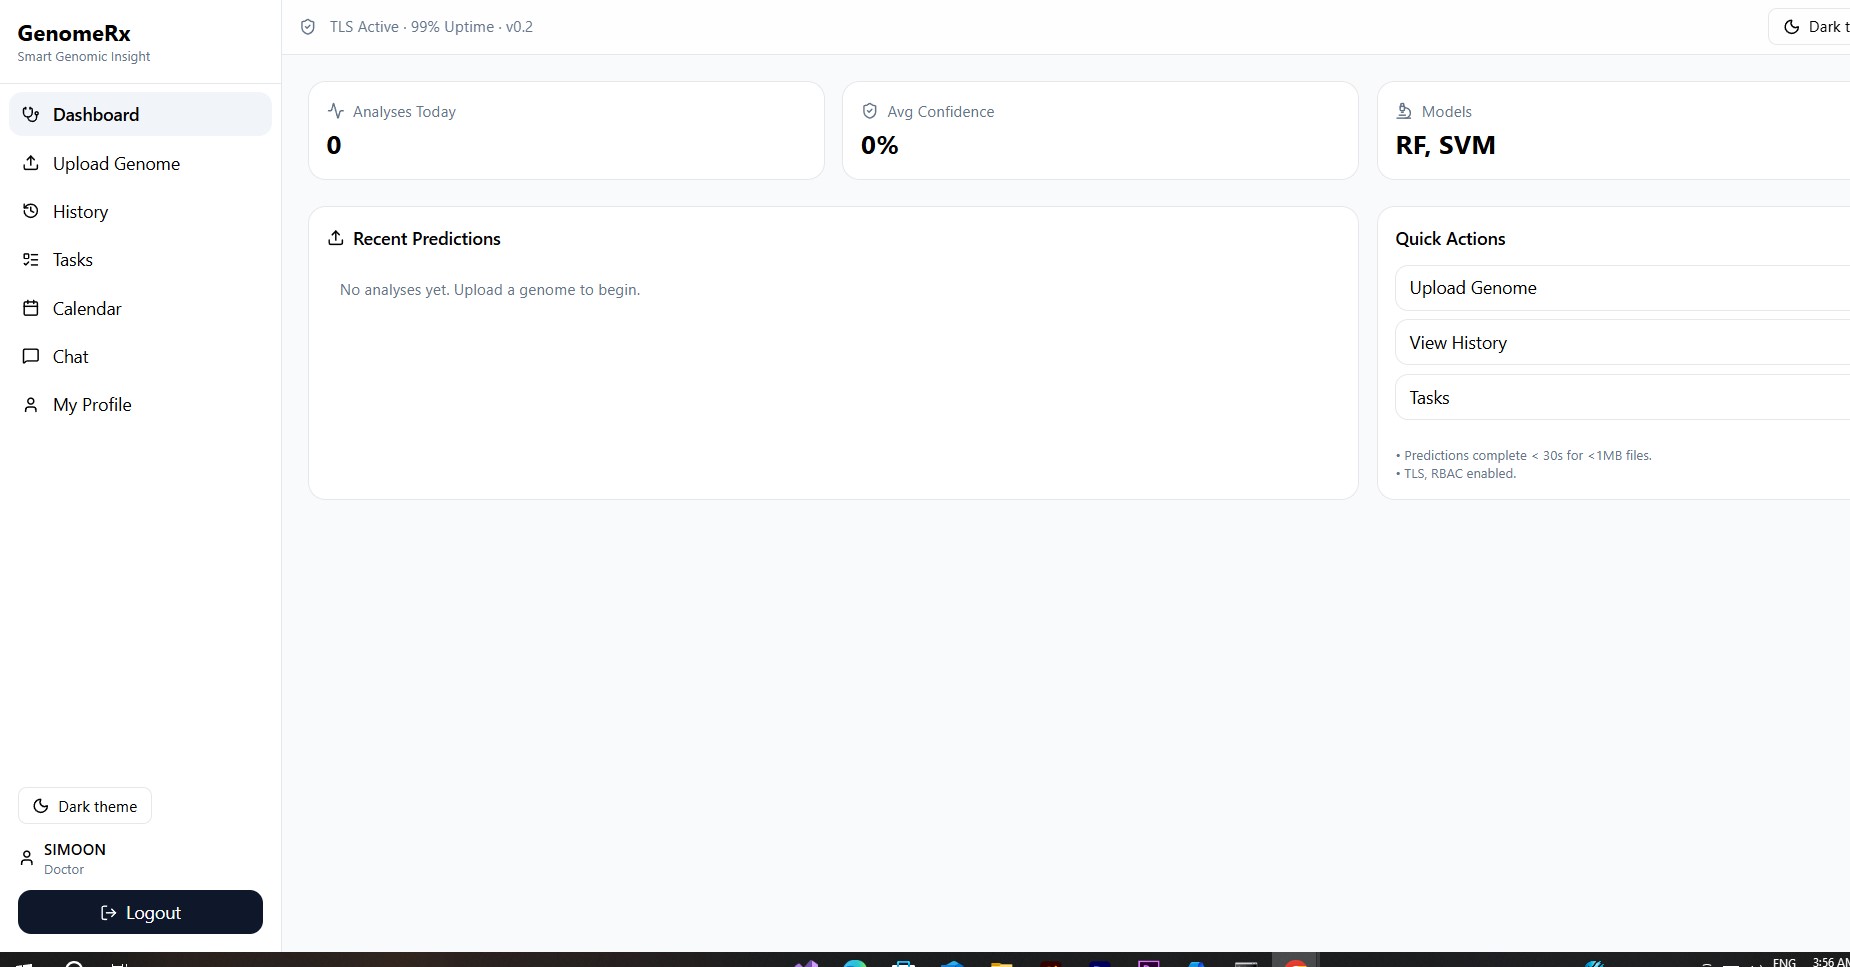 GenomeRx
Smart Genomic Insight
Dashboard
Upload Genome
History
Tasks
Calendar
Chat
My Profile
Dark theme
SIMOON
Doctor
Logout
TLS Active · 99% Uptime · v0.2
Dark t
Analyses Today
0
Avg Confidence
0%
Models
RF, SVM
Recent Predictions
No analyses yet. Upload a genome to begin.
Quick Actions
Upload Genome
View History
Tasks
• Predictions complete < 30s for <1MB files.
• TLS, RBAC enabled.
ENG
3:56 AM